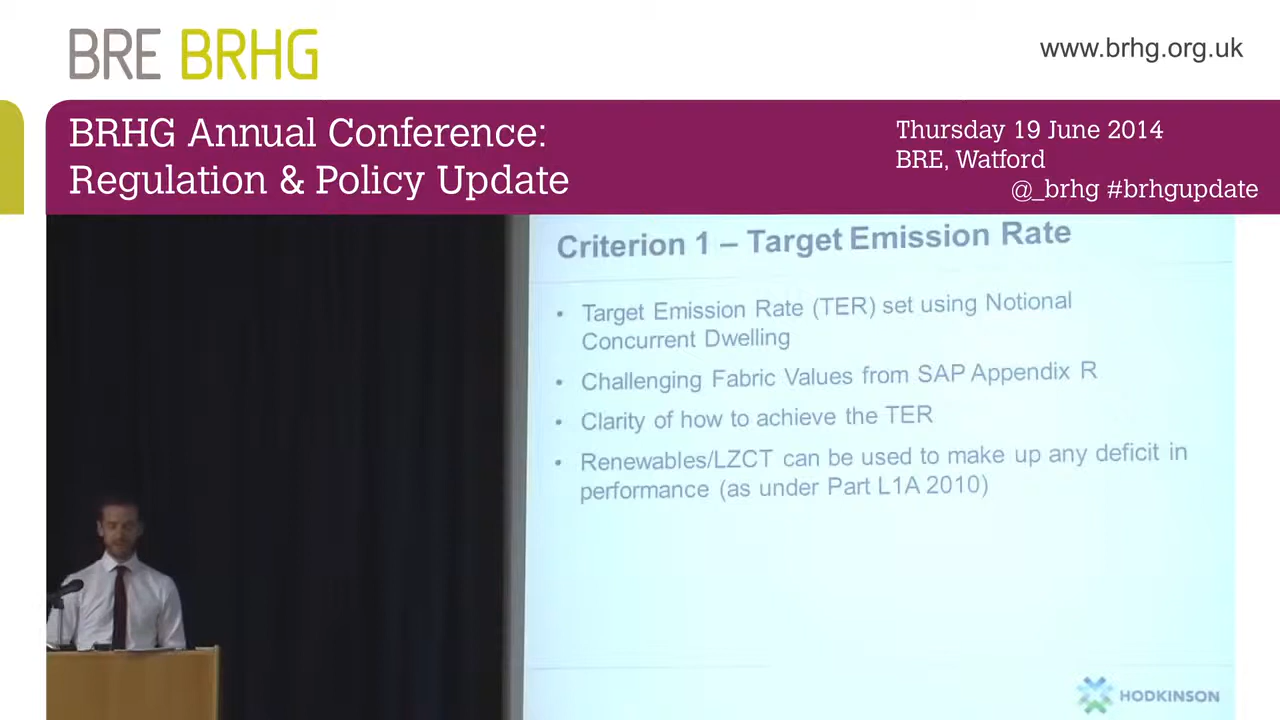 BRE BRHG
www.brhg.org.uk
BRHG Annual Conference:
Regulation & Policy Update
Thursday 19 June 2014
BRE, Watford
@_brhg #brhgupdate
Criterion 1 – Target Emission Rate
• Target Emission Rate (TER) set using Notional
Concurrent Dwelling
• Challenging Fabric Values from SAP Appendix R
• Clarity of how to achieve the TER
• Renewables/LZCT can be used to make up any deficit in
performance (as under Part L1A 2010)
HODKINSON